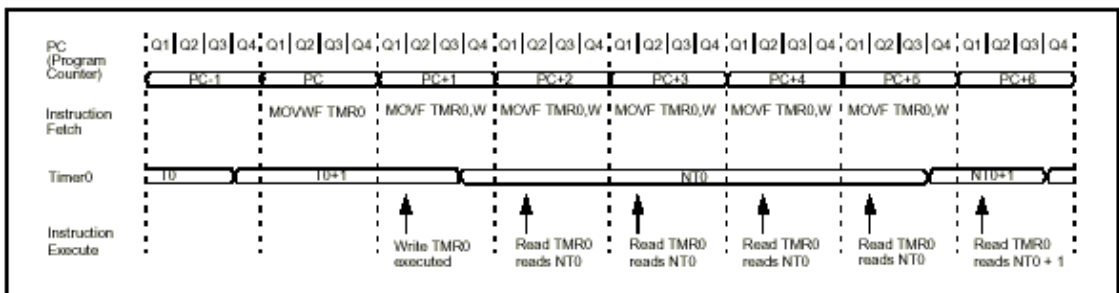 PC
(Program
Counter)
Q1 Q2 Q3 Q4 Q1 Q2 Q3 Q4 Q1 Q2 Q3 Q4 Q1 Q2 Q3 Q4 Q1 Q2 Q3 Q4 Q1 Q2 Q3 Q4 Q1 Q2 Q3 Q4 Q1 Q2 Q3 Q4
PC-1 PC PC+1 PC+2 PC+3 PC+4 PC+5 PC+6
Instruction
Fetch
MOVWF TMR0 MOVF TMR0,W MOVF TMR0,W MOVF TMR0,W MOVF TMR0,W MOVF TMR0,W
Timer0
T0 T0+1 NT0 NT0+1
Instruction
Execute
Write TMR0
executed
Read TMR0
reads NT0
Read TMR0
reads NT0
Read TMR0
reads NT0
Read TMR0
reads NT0
Read TMR0
reads NT0 + 1